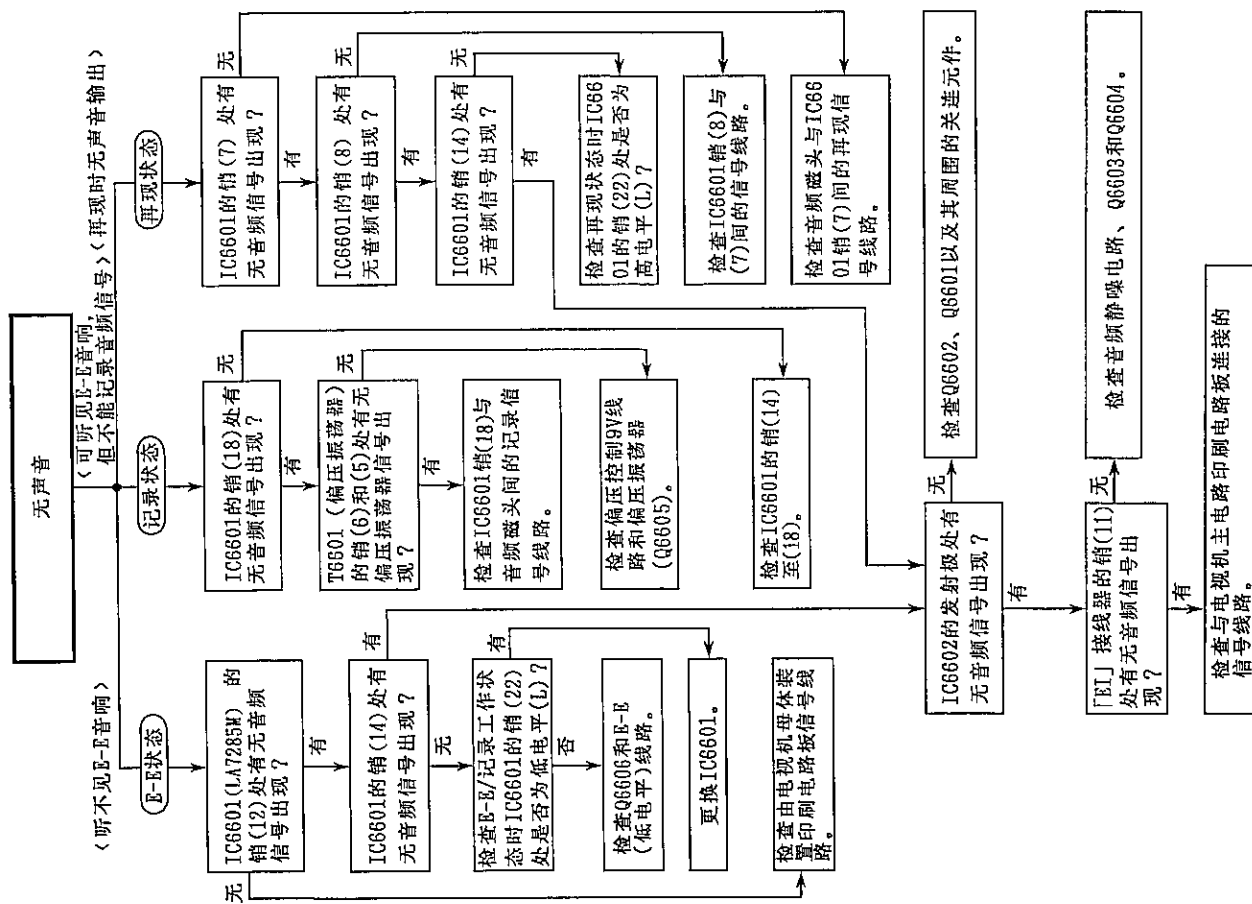 无声音
<听不见E-E音响>
<可听见E-E音响,
但不能记录音频信号>
<再现时无声音输出>
E-E状态
记录状态
再现状态
IC6601(LA7285M) 的
销(12)处有无音频
信号出现?
无
有
IC6601的销(14)处有
无音频信号出现?
有
无
检查E-E/记录工作状
态时IC6601的销(22)
处是否为低电平(L)?
有
否
检查Q6606和E-E
(低电平)线路。
更换IC6601。
检查由电视机母体装
置印刷电路板信号线
路。
IC6601的销(18)处有
无音频信号出现?
无
有
T6601 (偏压振荡器)
的销(6)和(5)处有无
偏压振荡器信号出
现?
无
有
检查IC6601销(18)与
音频磁头间的记录信
号线路。
检查偏压控制9V线
路和偏压振荡器
(Q6605)。
检查IC6601的销(14)
至(18)。
IC6601的销(7) 处有
无音频信号出现?
无
有
IC6601的销(8) 处有
无音频信号出现?
无
有
IC6601的销(14)处有
无音频信号出现?
无
有
检查再现状态时IC66
01的销(22)处是否为
高电平(L)?
检查IC6601销(8)与
(7)间的信号线路。
检查音频磁头与IC66
01销(7)间的再现信
号线路。
IC6602的发射极处有
无音频信号出现?
无
检查Q6602、Q6601以及其周围的关连元件。
有
「EI」接线器的销(11)
处有无音频信号出
现?
无
检查音频静噪电路、Q6603和Q6604。
有
检查与电视机主电路印刷电路板连接的
信号线路。